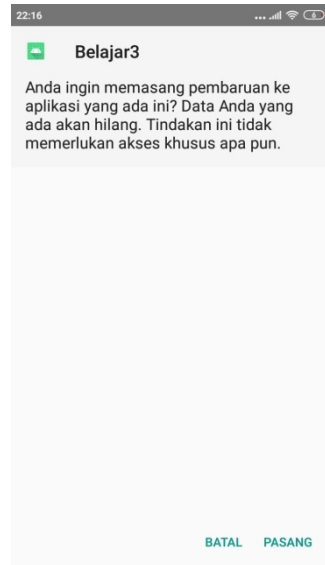 22:16
Belajar3
Anda ingin memasang pembaruan ke
aplikasi yang ada ini? Data Anda yang
ada akan hilang. Tindakan ini tidak
memerlukan akses khusus apa pun.
BATAL PASANG